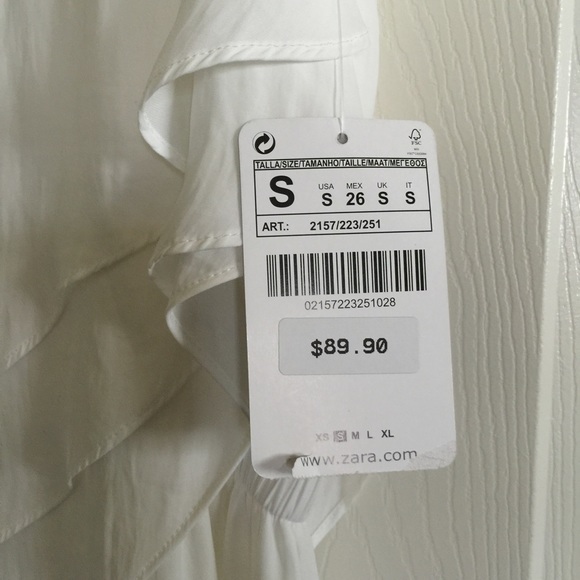 FSC
TALLA/SIZE/TAMANHO/TAILLE/MAAT/ΜΕΓΕΘΟΣ
S
USA MEX UK IT
S 26 S S
ART.: 2157/223/251
02157223251028
$89.90
XS S M L XL
www.zara.com